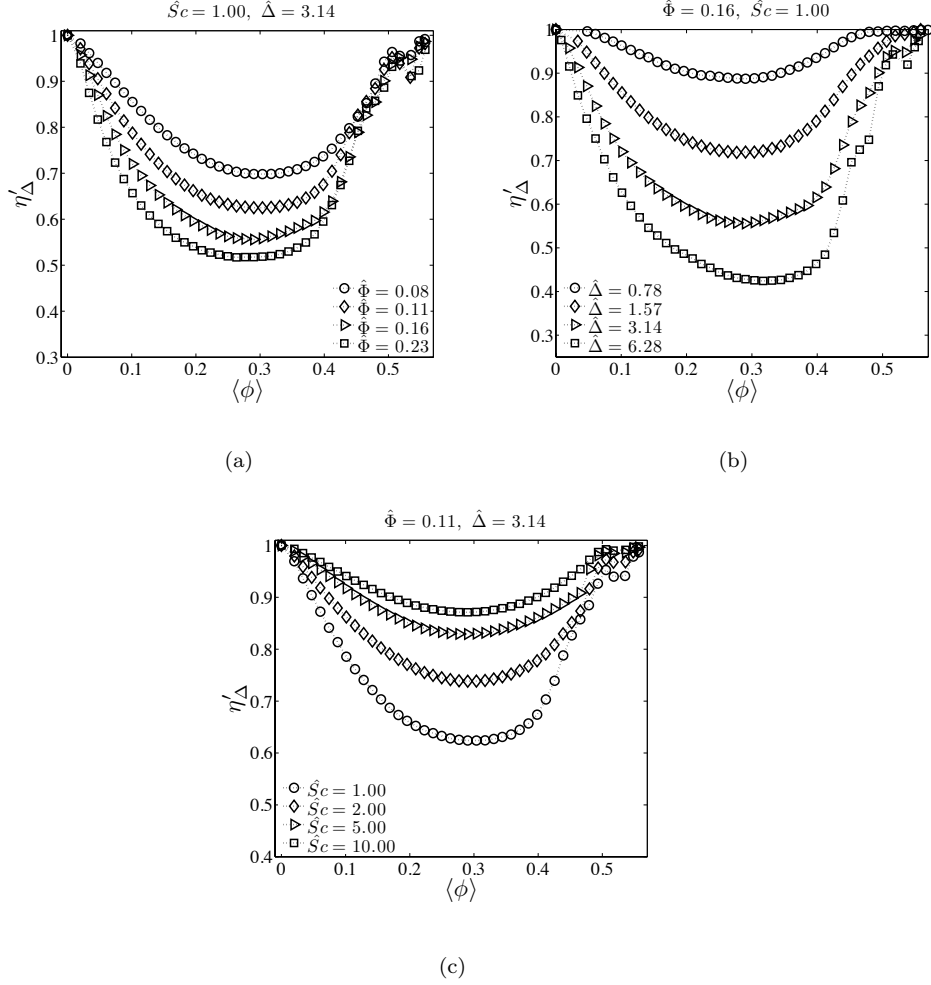 Ŝc = 1.00, Δ̂ = 3.14
1
0.9
0.8
0.7
0.6
0.5
0.4
0.3
η′Δ
0 0.1 0.2 0.3 0.4 0.5
⟨ϕ⟩
Φ̂ = 0.08
Φ̂ = 0.11
Φ̂ = 0.16
Φ̂ = 0.23
(a)
Φ̂ = 0.16, Ŝc = 1.00
1
0.9
0.8
0.7
0.6
0.5
0.4
0.3
η′Δ
0 0.1 0.2 0.3 0.4 0.5
⟨ϕ⟩
Δ̂ = 0.78
Δ̂ = 1.57
Δ̂ = 3.14
Δ̂ = 6.28
(b)
Φ̂ = 0.11, Δ̂ = 3.14
1
0.9
0.8
0.7
0.6
0.5
0.4
η′Δ
0 0.1 0.2 0.3 0.4 0.5
⟨ϕ⟩
Ŝc = 1.00
Ŝc = 2.00
Ŝc = 5.00
Ŝc = 10.00
(c)